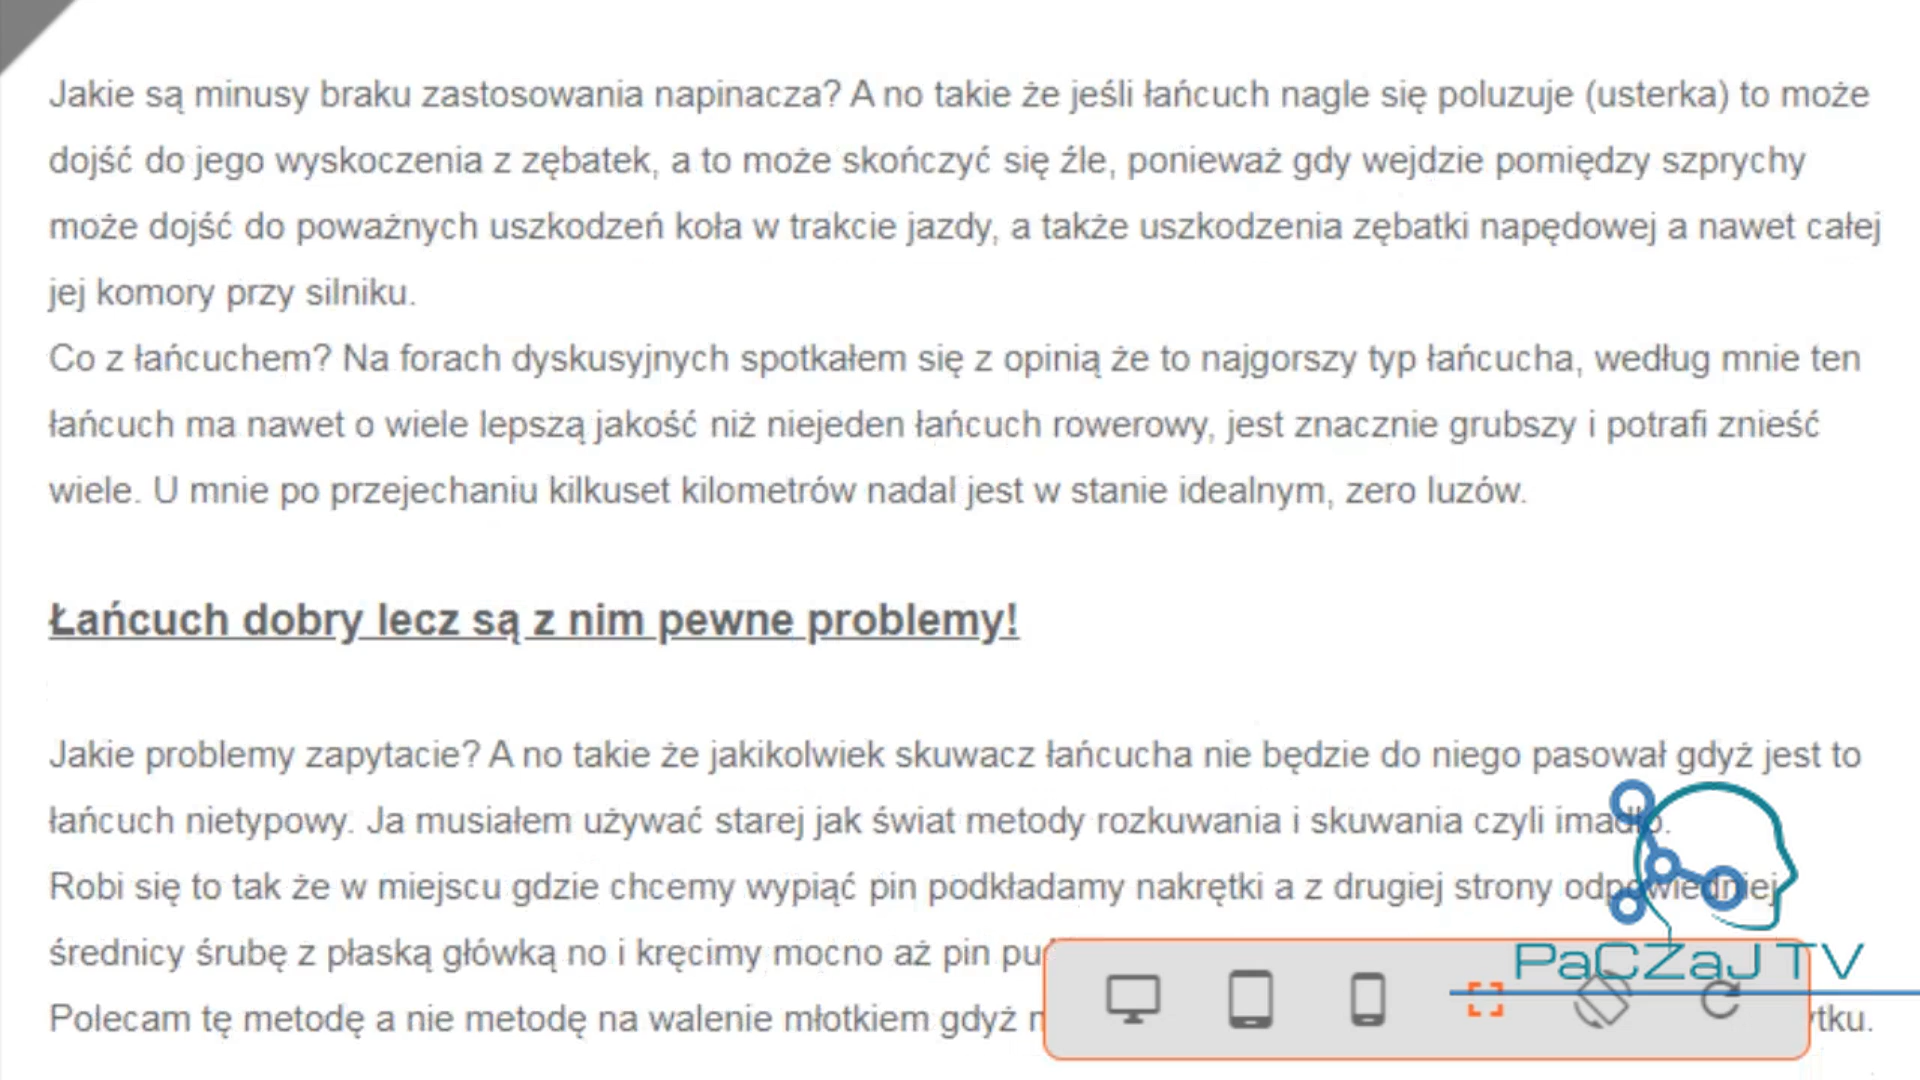 Jakie są minusy braku zastosowania napinacza? A no takie że jeśli łańcuch nagle się poluzuje (usterka) to może
dojść do jego wyskoczenia z zębatek, a to może skończyć się źle, ponieważ gdy wejdzie pomiędzy szprychy
może dojść do poważnych uszkodzeń koła w trakcie jazdy, a także uszkodzenia zębatki napędowej a nawet całej
jej komory przy silniku.
Co z łańcuchem? Na forach dyskusyjnych spotkałem się z opinią że to najgorszy typ łańcucha, według mnie ten
łańcuch ma nawet o wiele lepszą jakość niż niejeden łańcuch rowerowy, jest znacznie grubszy i potrafi znieść
wiele. U mnie po przejechaniu kilkuset kilometrów nadal jest w stanie idealnym, zero luzów.
Łańcuch dobry lecz są z nim pewne problemy!
Jakie problemy zapytacie? A no takie że jakikolwiek skuwacz łańcucha nie będzie do niego pasował gdyż jest to
łańcuch nietypowy. Ja musiałem używać starej jak świat metody rozkuwania i skuwania czyli imadło.
Robi się to tak że w miejscu gdzie chcemy wypiąć pin podkładamy nakrętki a z drugiej strony odpowiedniej
średnicy śrubę z płaską główką no i kręcimy mocno aż pin
PaCZaJ TV
Polecam tę metodę a nie metodę na walenie młotkiem gdyż